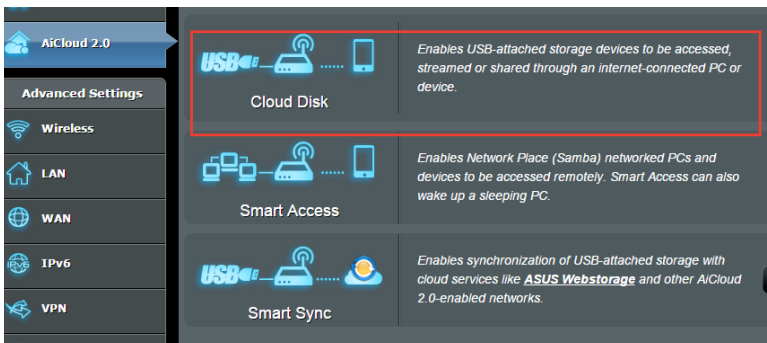 AiCloud 2.0
Advanced Settings
Wireless
LAN
WAN
IPv6
IPv6
VPN
USB
Cloud Disk
Enables USB-attached storage devices to be accessed,
streamed or shared through an internet-connected PC or
device.
Smart Access
Enables Network Place (Samba) networked PCs and
devices to be accessed remotely. Smart Access can also
wake up a sleeping PC.
USB
Smart Sync
Enables synchronization of USB-attached storage with
cloud services like ASUS Webstorage and other AiCloud
2.0-enabled networks.